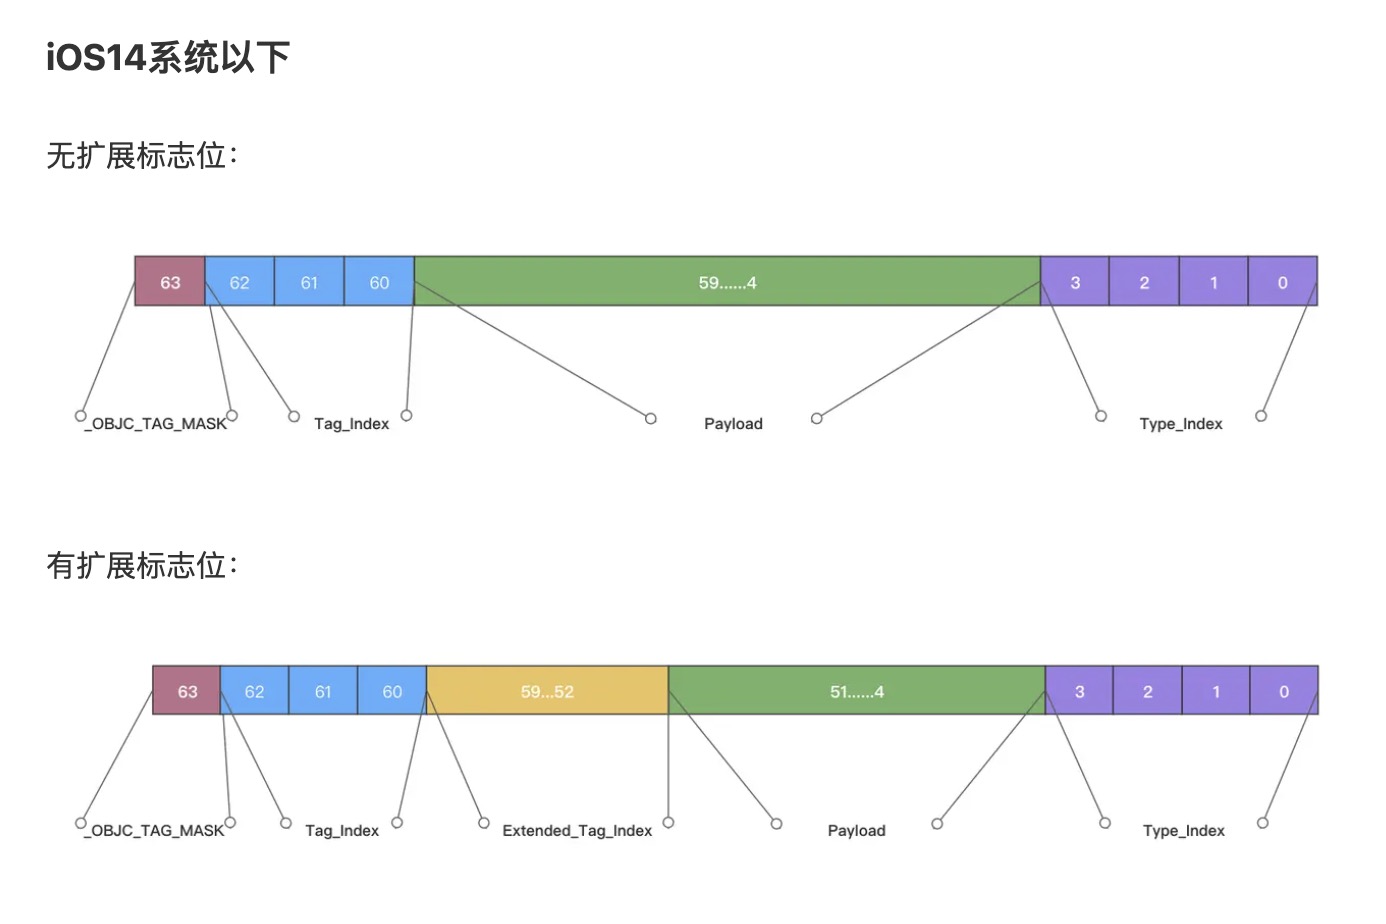 iOS14系统以下
无扩展标志位：
63 62 61 60 59......4 3 2 1 0
_OBJC_TAG_MASK Tag_Index Payload Type_Index
有扩展标志位：
63 62 61 60 59...52 51......4 3 2 1 0
_OBJC_TAG_MASK Tag_Index Extended_Tag_Index Payload Type_Index